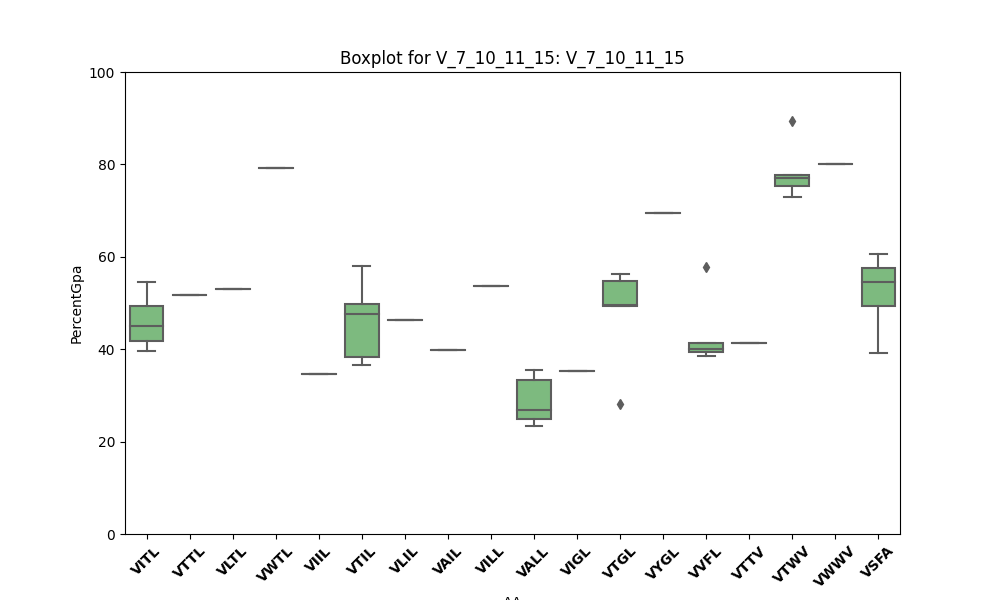 Boxplot for V_7_10_11_15: V_7_10_11_15
100
80
60
40
20
0
PercentGpa
VITL
VTTL
VLTL
VWTL
VIIL
VTIL
VLIL
VAIL
VILL
VALL
VIGL
VTGL
VYGL
VVFL
VTTV
VTWV
VWWV
VSFA